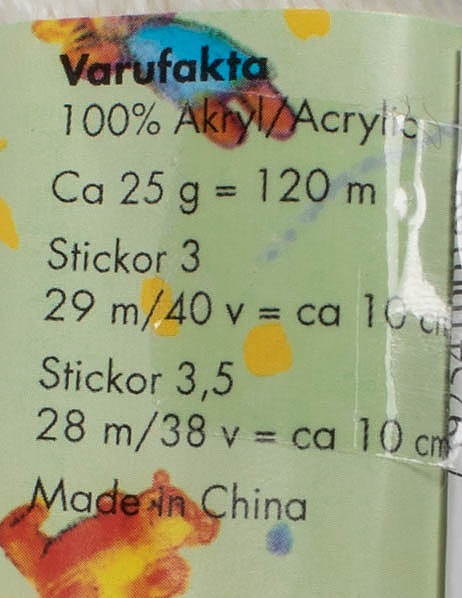 Varufakta
100% Akryl/Acrylic
Ca 25 g = 120 m
Stickor 3
29 m/40 v = ca 10 cm
Stickor 3,5
28 m/38 v = ca 10 cm
Made in China